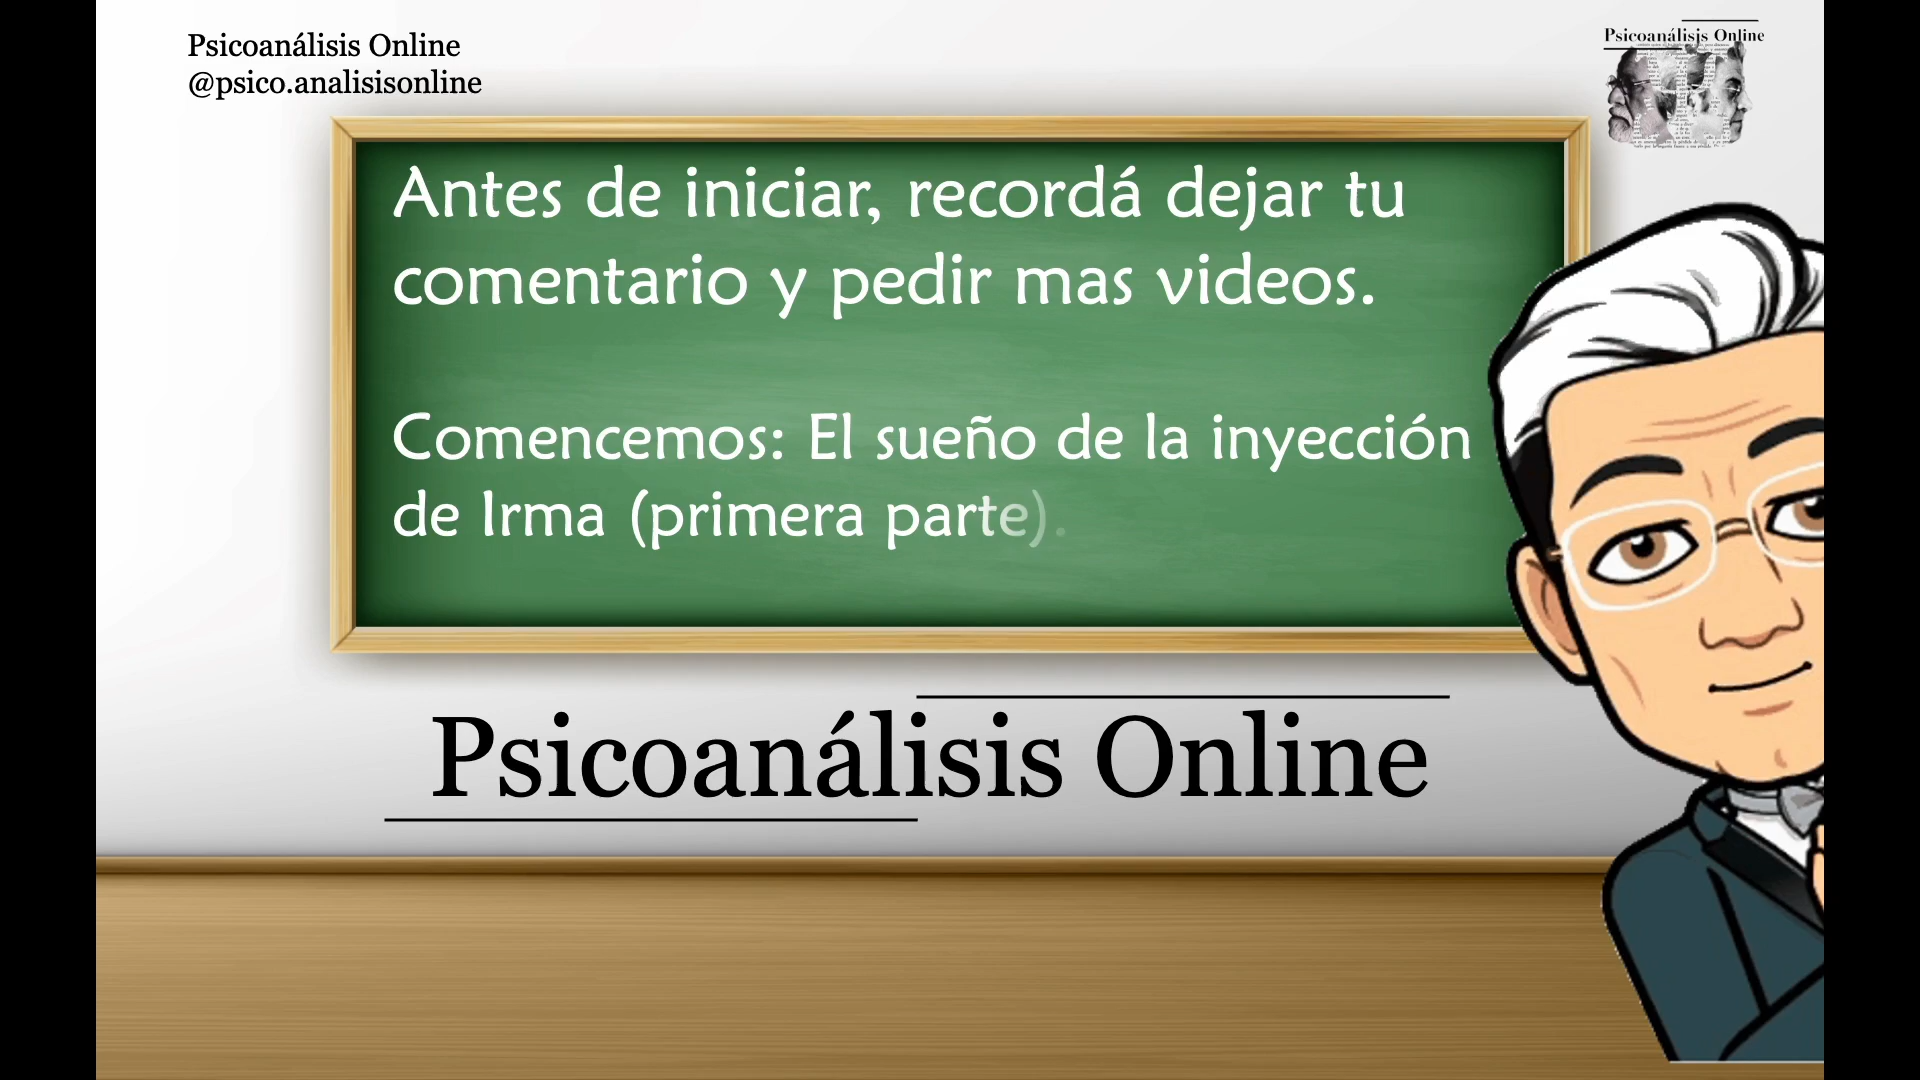 Psicoanálisis Online
@psico.analisisonline
Psicoanálisis Online
Antes de iniciar, recordá dejar tu
comentario y pedir mas videos.
Comencemos: El sueño de la inyección
de Irma (primera parte).
Psicoanálisis Online